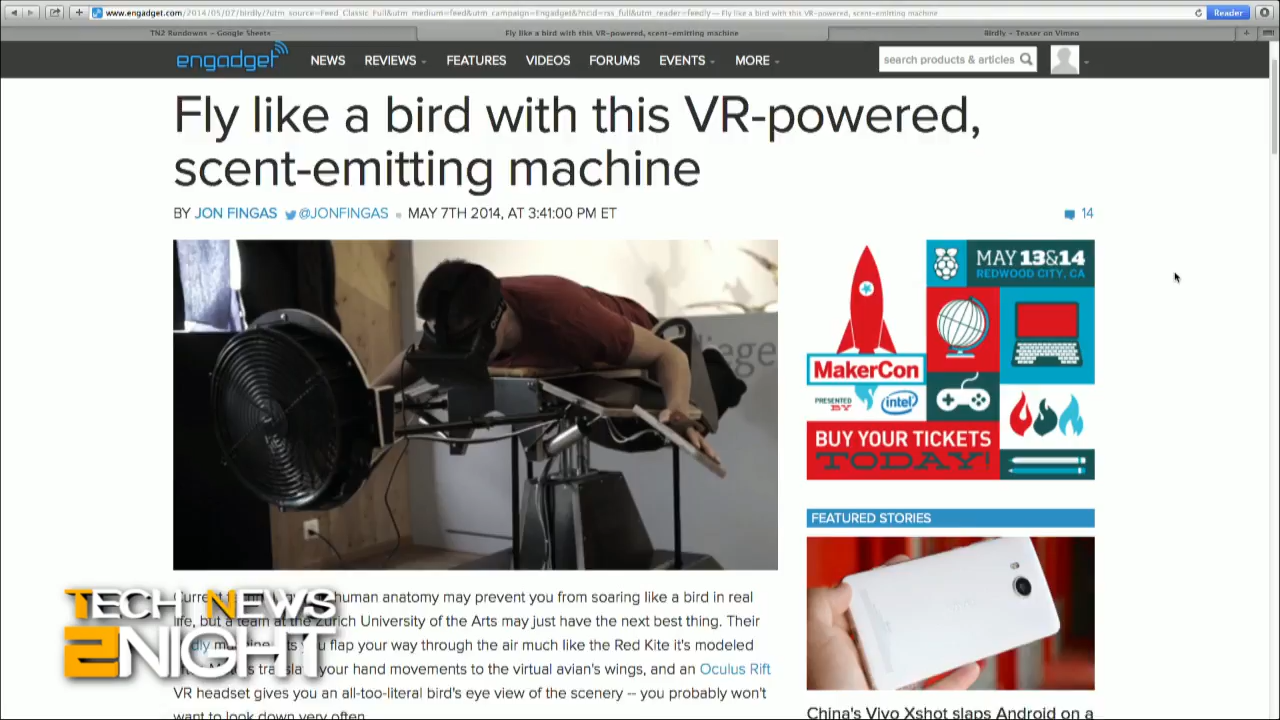 www.engadget.com/2014/05/07/birdly/?utm_source=Feed_Classic_Full&utm_medium=feed&utm_campaign=Engadget&?ncid=rss_full&utm_reader=feedly — Fly like a bird with this VR-powered, scent-emitting machine
Reader
TN2 Rundowns – Google Sheets
Fly like a bird with this VR-powered, scent-emitting machine
Birdly – Teaser on Vimeo
engadget
NEWS REVIEWS FEATURES VIDEOS FORUMS EVENTS MORE
search products & articles
Fly like a bird with this VR-powered,
scent-emitting machine
BY JON FINGAS @JONFINGAS MAY 7TH 2014, AT 3:41:00 PM ET
14
MAY 13&14
REDWOOD CITY, CA
MakerCon
PRESENTED BY intel
BUY YOUR TICKETS
TODAY!
FEATURED STORIES
human anatomy may prevent you from soaring like a bird in real
life, but a team at the Zurich University of the Arts may just have the next best thing. Their
you flap your way through the air much like the Red Kite it's modeled
your hand movements to the virtual avian's wings, and an Oculus Rift
VR headset gives you an all-too-literal bird's eye view of the scenery -- you probably won't
want to look down very often.
TECH NEWS
2NIGHT
China's Vivo Xshot slaps Android on a